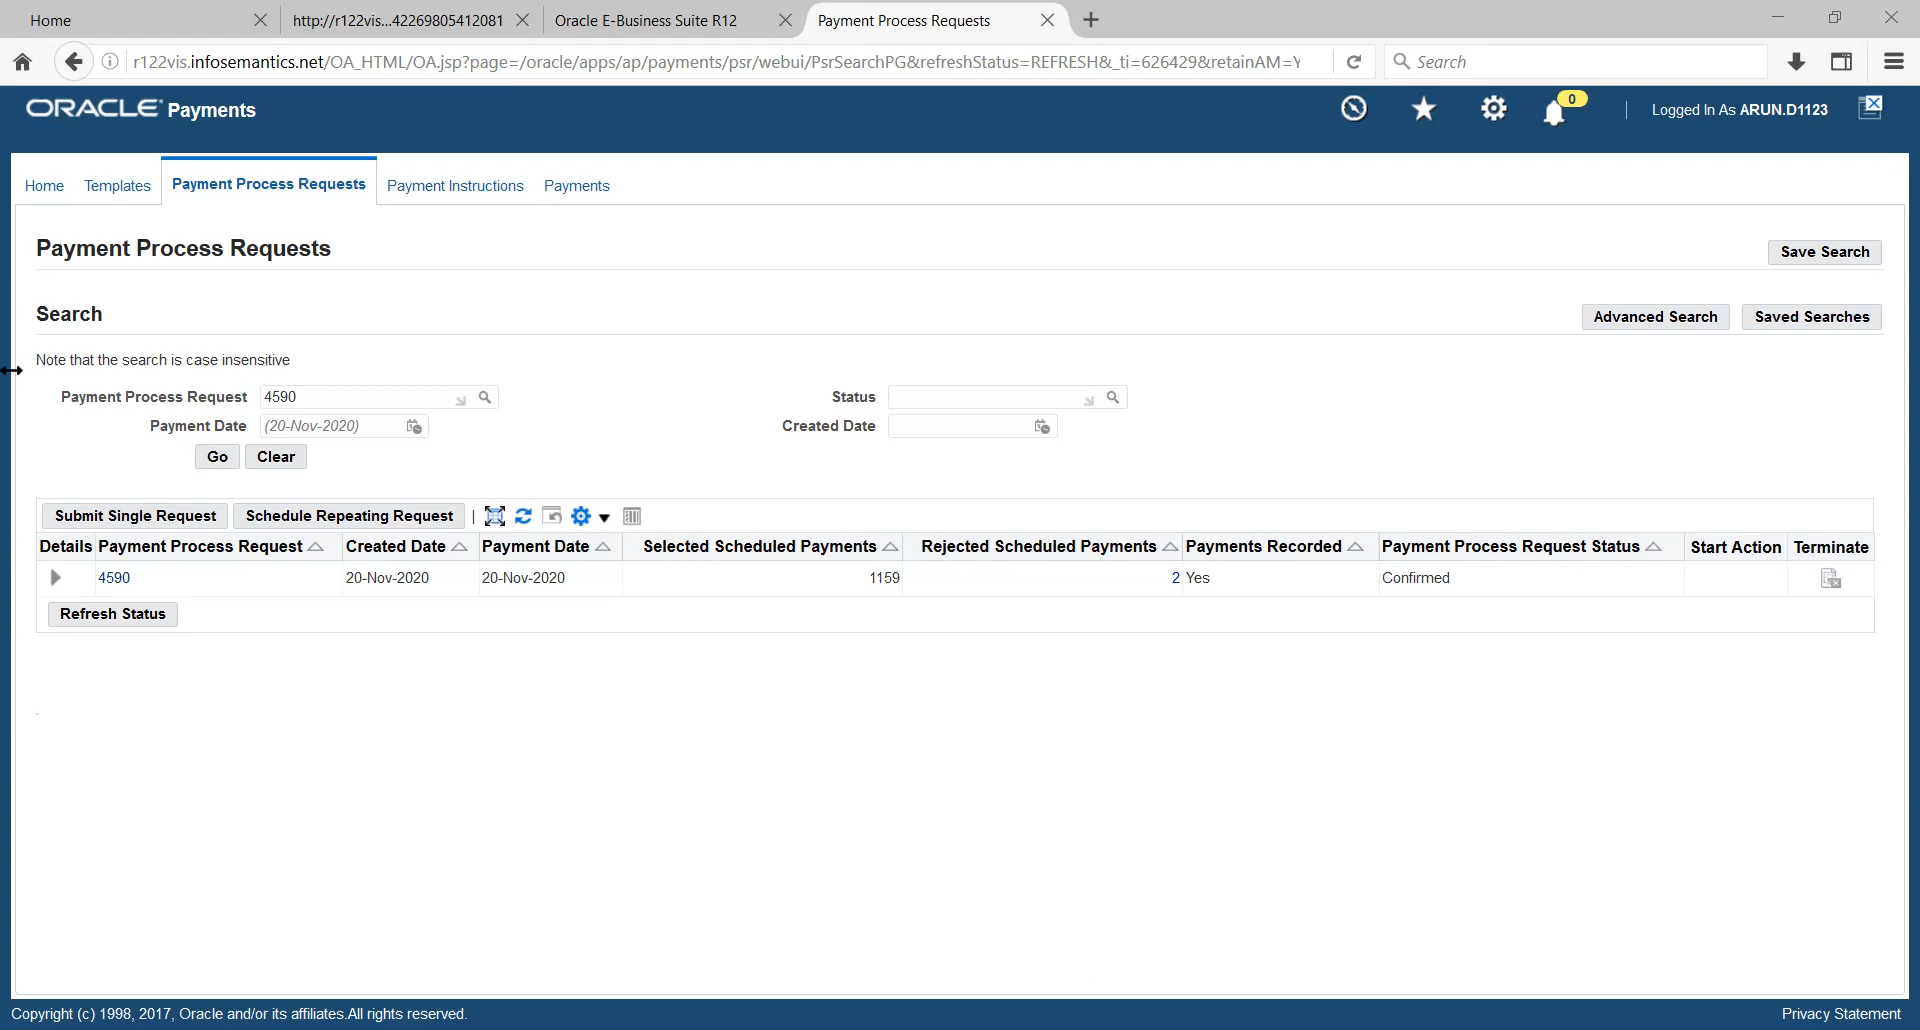 Home
http://r122vis...42269805412081
Oracle E-Business Suite R12
Payment Process Requests
r122vis.infosemantics.net/OA_HTML/OA.jsp?page=/oracle/apps/ap/payments/psr/webui/PsrSearchPG&refreshStatus=REFRESH&_ti=626429&retainAM=Y
Search
ORACLE Payments
0
Logged In As ARUN.D1123
Home
Templates
Payment Process Requests
Payment Instructions
Payments
Payment Process Requests
Save Search
Search
Advanced Search
Saved Searches
Note that the search is case insensitive
Payment Process Request 4590
Status
Payment Date (20-Nov-2020)
Created Date
Go
Clear
Submit Single Request
Schedule Repeating Request
Details Payment Process Request Created Date Payment Date Selected Scheduled Payments Rejected Scheduled Payments Payments Recorded Payment Process Request Status Start Action Terminate
4590 20-Nov-2020 20-Nov-2020 1159 2 Yes Confirmed
Refresh Status
Copyright (c) 1998, 2017, Oracle and/or its affiliates.All rights reserved.
Privacy Statement